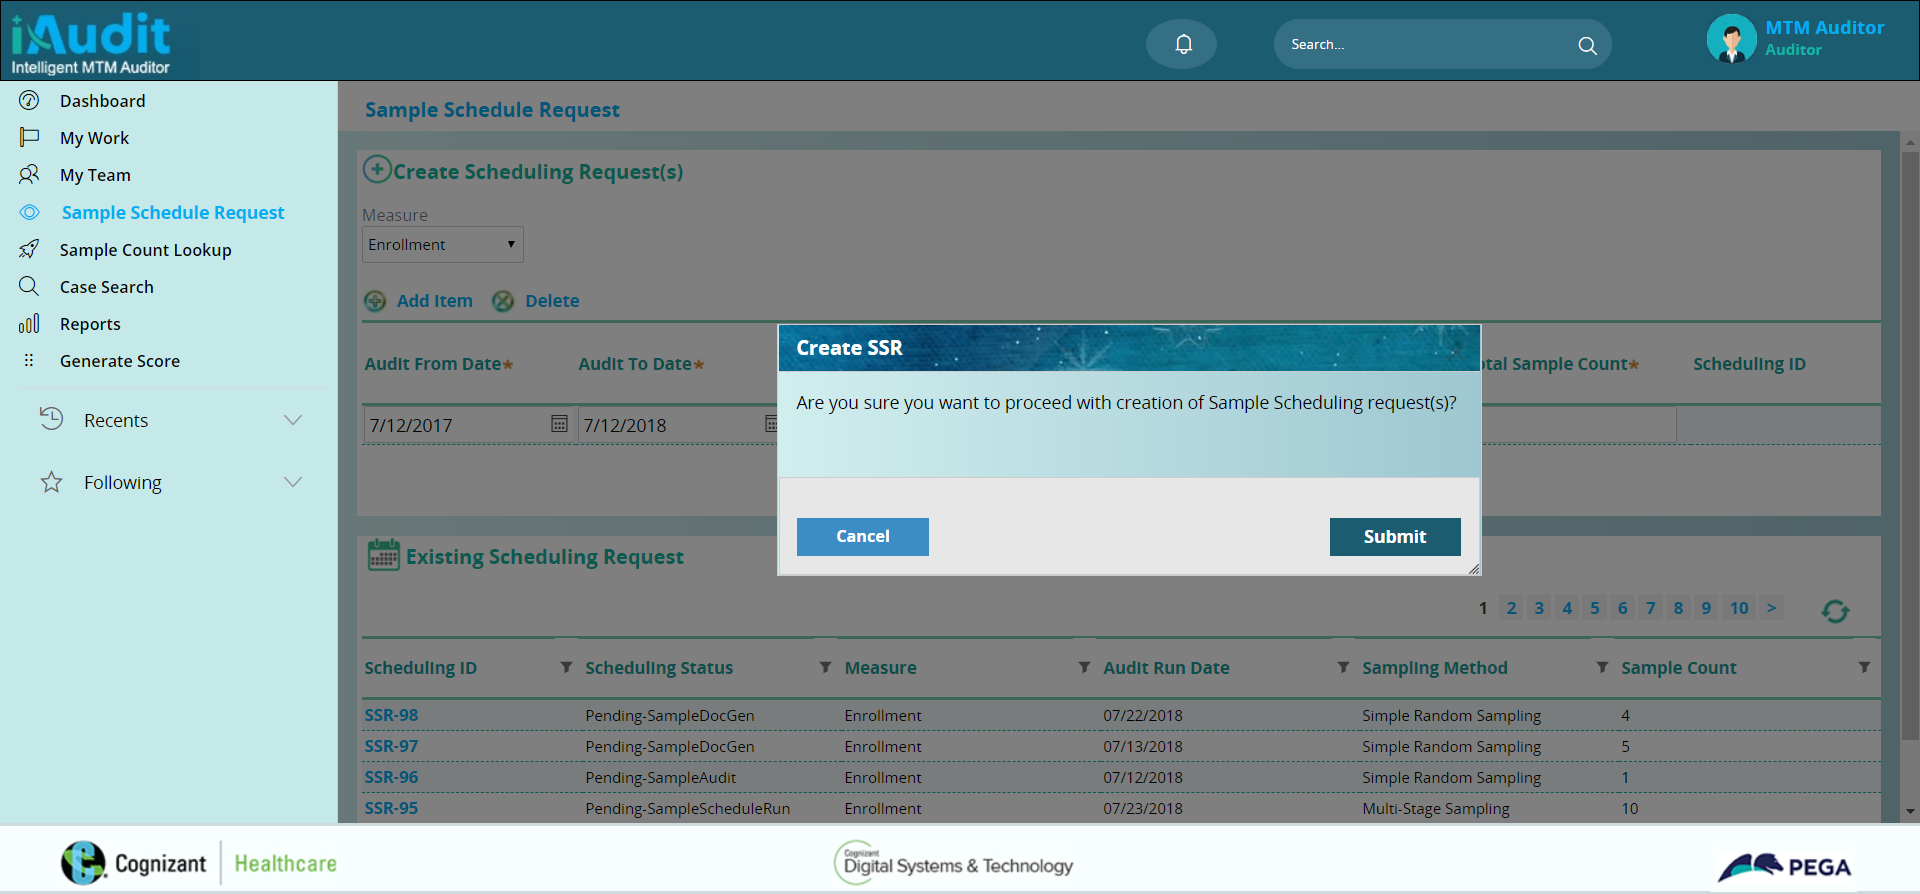 iAudit
Intelligent MTM Auditor
Search...
MTM Auditor
Auditor
Dashboard
My Work
My Team
Sample Schedule Request
Sample Count Lookup
Case Search
Reports
Generate Score
Recents
Following
Sample Schedule Request
Create Scheduling Request(s)
Measure
Enrollment
Add Item Delete
Audit From Date* Audit To Date* tal Sample Count* Scheduling ID
7/12/2017 7/12/2018
Create SSR
Are you sure you want to proceed with creation of Sample Scheduling request(s)?
Cancel Submit
Existing Scheduling Request
1 2 3 4 5 6 7 8 9 10 >
Scheduling ID Scheduling Status Measure Audit Run Date Sampling Method Sample Count
SSR-98 Pending-SampleDocGen Enrollment 07/22/2018 Simple Random Sampling 4
SSR-97 Pending-SampleDocGen Enrollment 07/13/2018 Simple Random Sampling 5
SSR-96 Pending-SampleAudit Enrollment 07/12/2018 Simple Random Sampling 1
SSR-95 Pending-SampleScheduleRun Enrollment 07/23/2018 Multi-Stage Sampling 10
Cognizant Healthcare
Cognizant
Digital Systems & Technology
PEGA